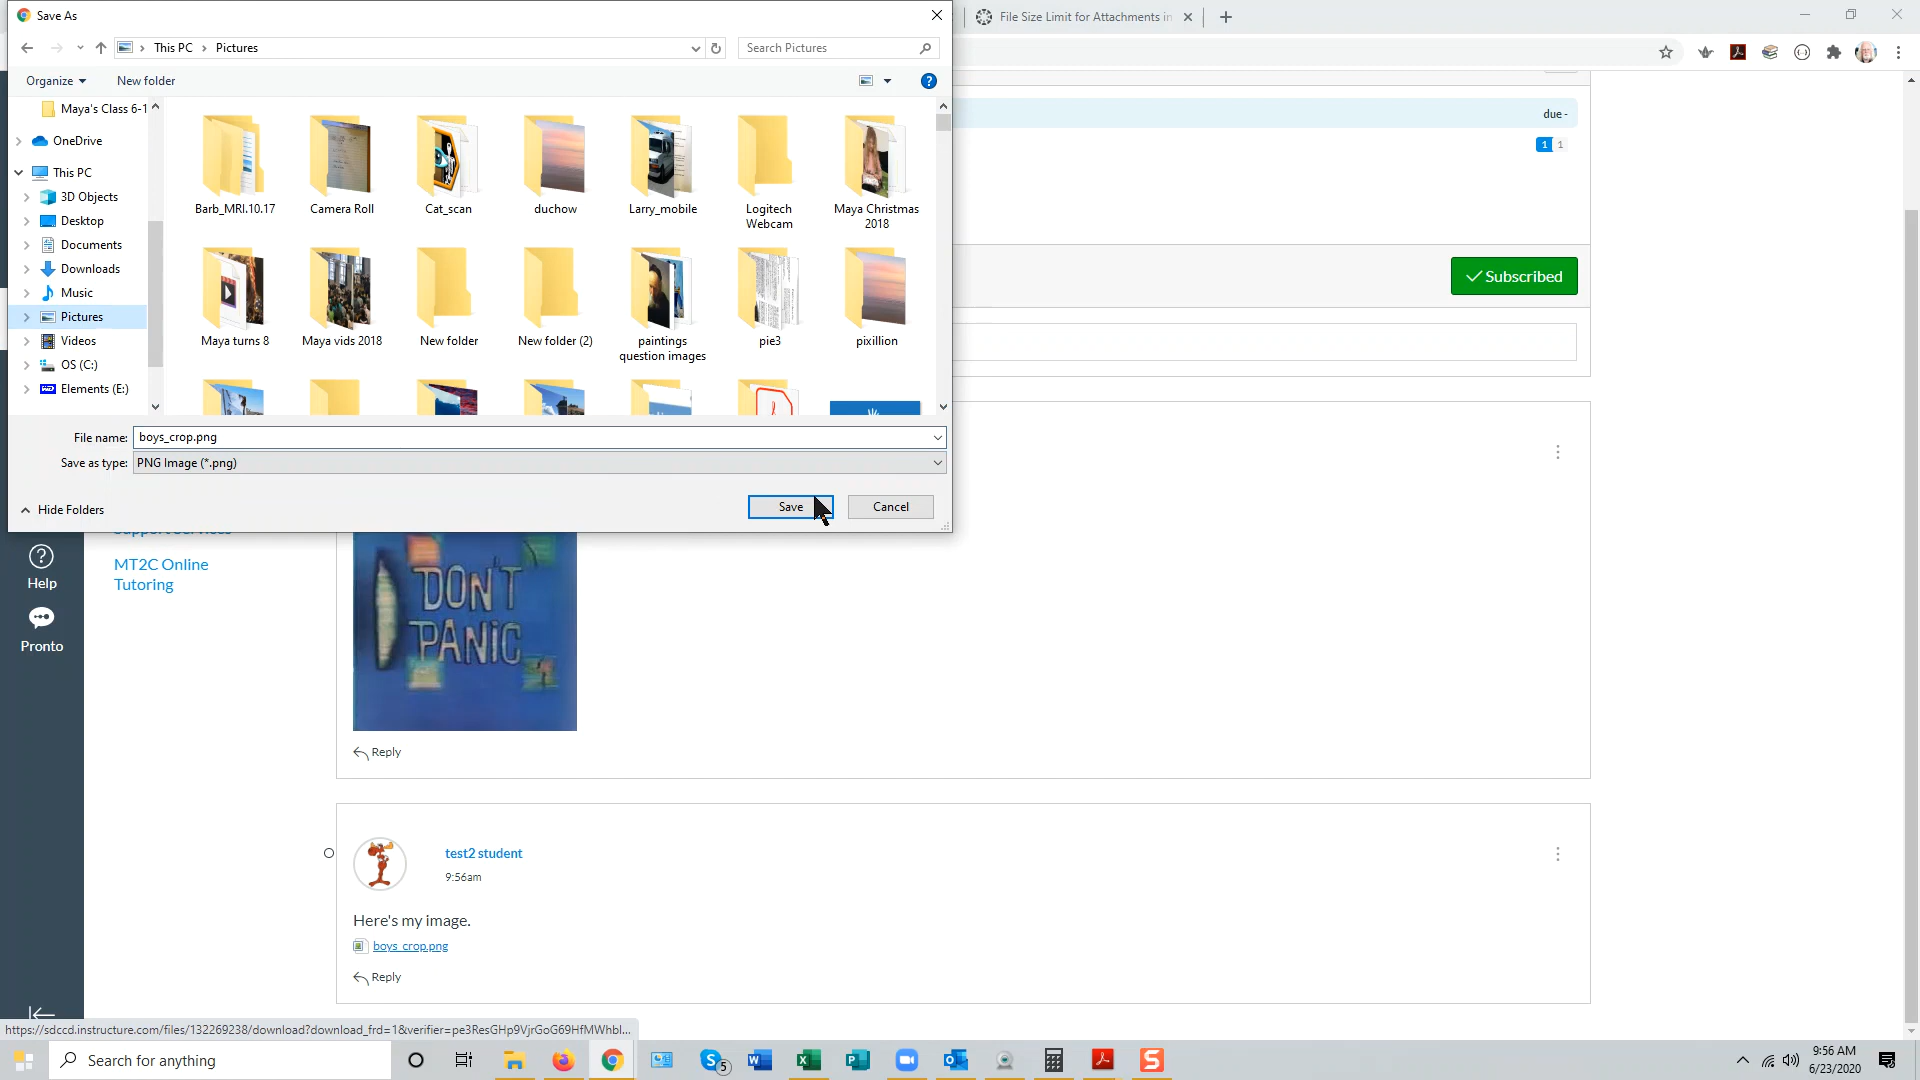 Save As
File Size Limit for Attachments in
This PC
Pictures
Search Pictures
Organize
New folder
Maya's Class 6-1
OneDrive
This PC
3D Objects
Desktop
Documents
Downloads
Music
Pictures
Videos
OS (C:)
Elements (E:)
Barb_MRI.10.17
Camera Roll
Cat_scan
duchow
Larry_mobile
Logitech
Webcam
Maya Christmas
2018
Maya turns 8
Maya vids 2018
New folder
New folder (2)
paintings
question images
pie3
pixillion
File name:
boys_crop.png
Save as type:
PNG Image (*.png)
Hide Folders
Save
Cancel
due -
1
1
Subscribed
Support Services
MT2C Online
Tutoring
Help
Pronto
DON'T
PANIC
Reply
test2 student
9:56am
Here's my image.
boys_crop.png
Reply
https://sdccd.instructure.com/files/132269238/download?download_frd=1&verifier=pe3ResGHp9VjrGoG69HfMWhbl...
Search for anything
5
9:56 AM
6/23/2020